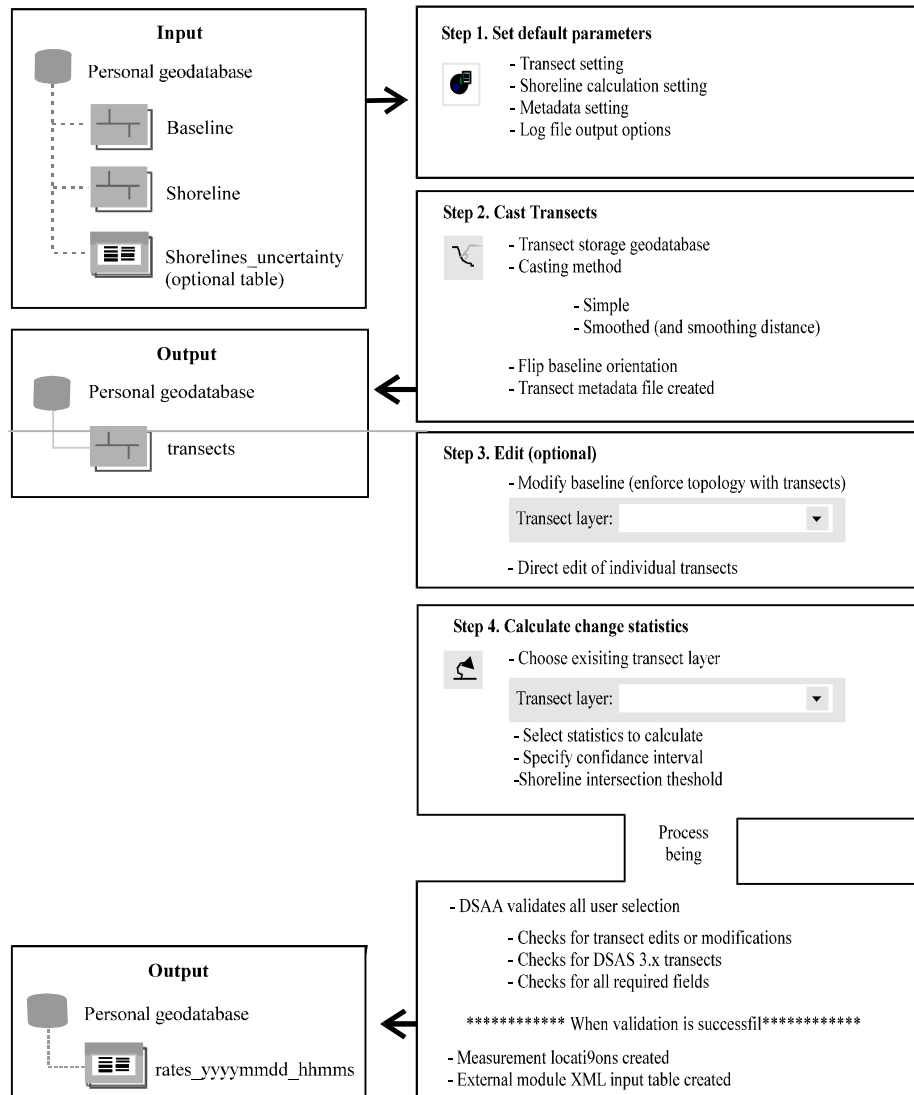 Input
Personal geodatabase
Baseline
Shoreline
Shorelines_uncertainty
(optional table)
Step 1. Set default parameters
- Transect setting
- Shoreline calculation setting
- Metadata setting
- Log file output options
Step 2. Cast Transects
- Transect storage geodatabase
- Casting method
- Simple
- Smoothed (and smoothing distance)
- Flip baseline orientation
- Transect metadata file created
Output
Personal geodatabase
transects
Step 3. Edit (optional)
- Modify baseline (enforce topology with transects)
Transect layer:
- Direct edit of individual transects
Step 4. Calculate change statistics
- Choose exisiting transect layer
Transect layer:
- Select statistics to calculate
- Specify confidance interval
-Shoreline intersection theshold
Process
being
- DSAA validates all user selection
- Checks for transect edits or modifications
- Checks for DSAS 3.x transects
- Checks for all required fields
************ When validation is successfil************
- Measurement locati9ons created
- External module XML input table created
Output
Personal geodatabase
rates_yyyymmdd_hhmms